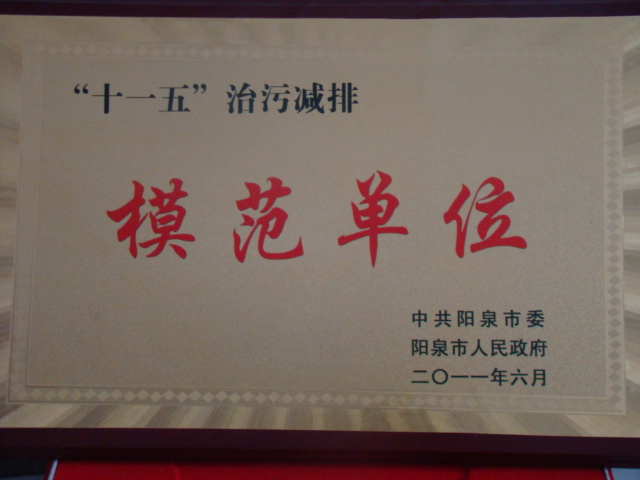 “十一五”治污减排
模范单位
中共阳泉市委
阳泉市人民政府
二〇一一年六月